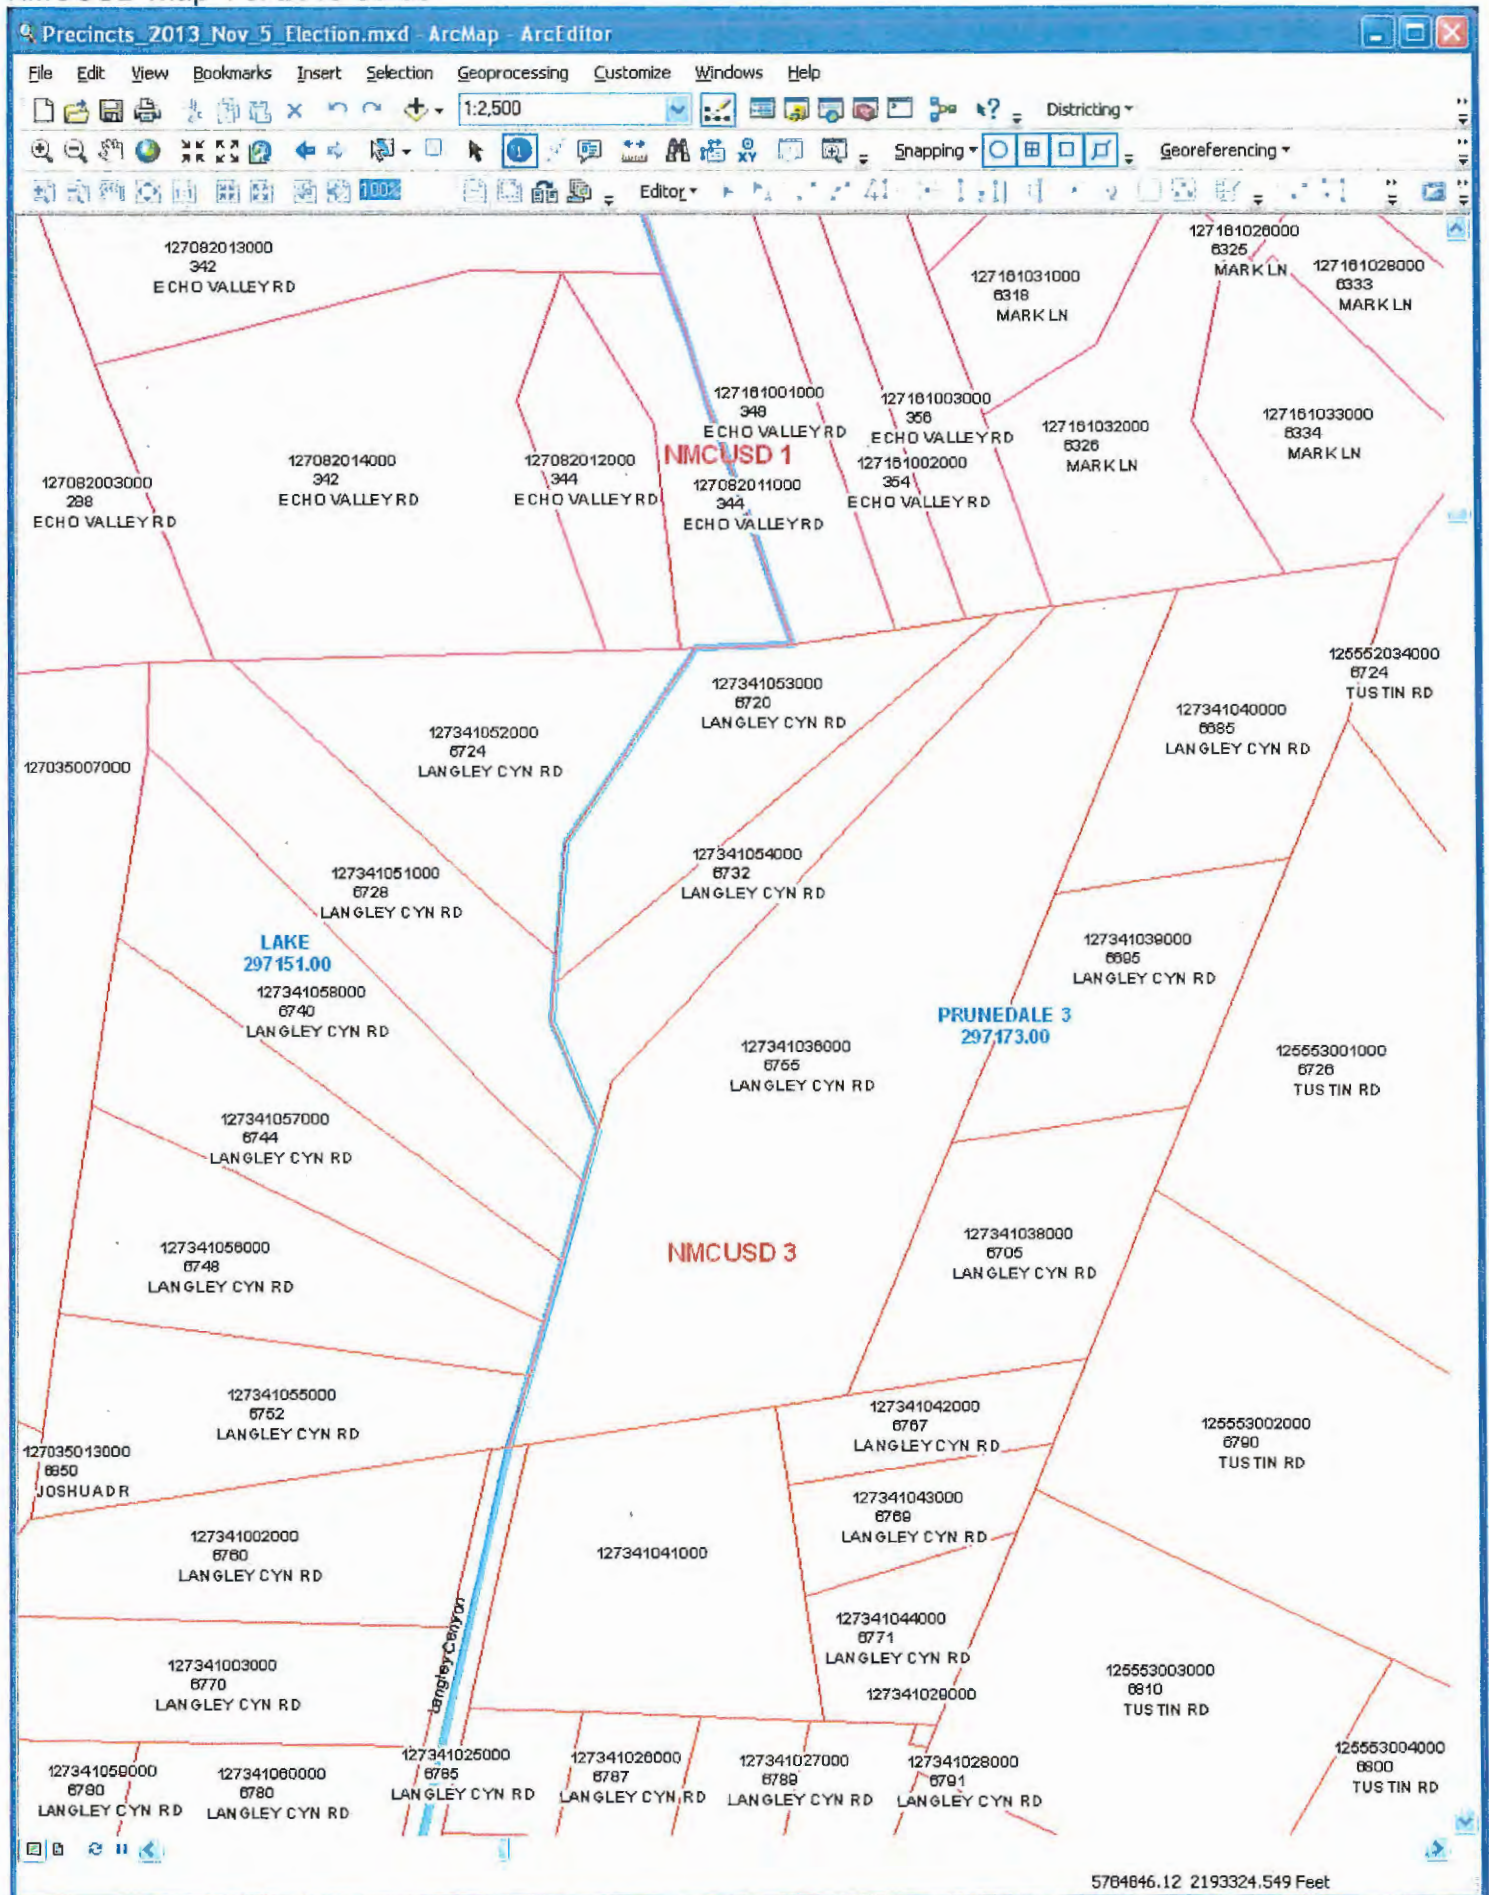 Precincts_2013_Nov_5_Election.mxd - ArcMap - ArcEditor
File Edit View Bookmarks Insert Selection Geoprocessing Customize Windows Help
1:2,500
Districting
Snapping
Georeferencing
100%
Editor
127082013000
342
ECHO VALLEY RD
127161026000
6325
MARK LN
127161028000
6333
MARK LN
127161031000
6318
MARK LN
127161001000
348
ECHO VALLEY RD
127161003000
356
ECHO VALLEY RD
127161033000
6334
MARK LN
127161032000
6326
MARK LN
NMCUSD 1
127082003000
288
ECHO VALLEY RD
127082014000
342
ECHO VALLEY RD
127082012000
344
ECHO VALLEY RD
127082011000
344
ECHO VALLEY RD
127161002000
354
ECHO VALLEY RD
125552034000
6724
TUSTIN RD
127341053000
6720
LANGLEY CYN RD
127341040000
6685
LANGLEY CYN RD
127341052000
6724
LANGLEY CYN RD
127035007000
127341051000
6728
LANGLEY CYN RD
127341054000
6732
LANGLEY CYN RD
LAKE
297151.00
127341039000
6695
LANGLEY CYN RD
127341058000
6740
LANGLEY CYN RD
PRUNEDALE 3
297173.00
127341036000
6755
LANGLEY CYN RD
125553001000
6726
TUSTIN RD
127341057000
6744
LANGLEY CYN RD
127341056000
6748
LANGLEY CYN RD
NMCUSD 3
127341038000
6705
LANGLEY CYN RD
127341055000
6752
LANGLEY CYN RD
127341042000
6767
LANGLEY CYN RD
125553002000
6790
TUSTIN RD
127035013000
6850
JOSHUA DR
127341043000
6769
LANGLEY CYN RD
127341002000
6760
LANGLEY CYN RD
127341041000
Langley Canyon
127341044000
6771
LANGLEY CYN RD
127341003000
6770
LANGLEY CYN RD
127341029000
125553003000
6810
TUSTIN RD
127341059000
6780
LANGLEY CYN RD
127341060000
6780
LANGLEY CYN RD
127341025000
6785
LANGLEY CYN RD
127341026000
6787
LANGLEY CYN RD
127341027000
6789
LANGLEY CYN RD
127341028000
6791
LANGLEY CYN RD
125553004000
6800
TUSTIN RD
5784846.12 2193324.549 Feet